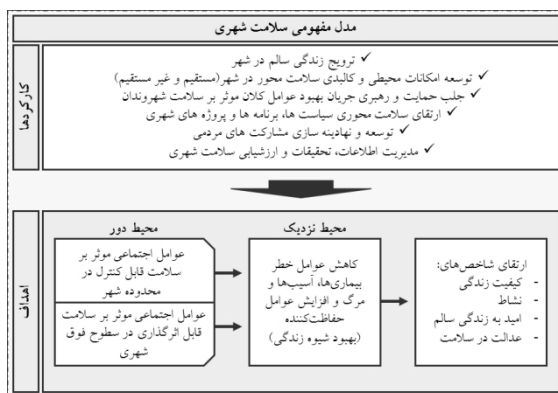 مدل مفهومی سلامت شهری
کارکردها
✓ ترویج زندگی سالم در شهر
✓ توسعه امکانات محیطی و کالبدی سلامت محور در شهر(مستقیم و غیر مستقیم)
✓ جلب حمایت و رهبری جریان بهبود عوامل کلان موثر بر سلامت شهروندان
✓ ارتقای سلامت محوری سیاست ها، برنامه ها و پروژه های شهری
✓ توسعه و نهادینه سازی مشارکت های مردمی
✓ مدیریت اطلاعات، تحقیقات و ارزشیابی سلامت شهری
اهداف
محیط دور
عوامل اجتماعی موثر بر
سلامت قابل کنترل در
محدوده شهر
عوامل اجتماعی موثر بر سلامت
قابل اثرگذاری در سطوح فوق
شهری
محیط نزدیک
کاهش عوامل خطر
بیماری‌ها، آسیب‌ها و
مرگ و افزایش عوامل
حفاظت‌کننده
(بهبود شیوه زندگی)
ارتقای شاخص‌های:
- کیفیت زندگی
- نشاط
- امید به زندگی سالم
- عدالت در سلامت